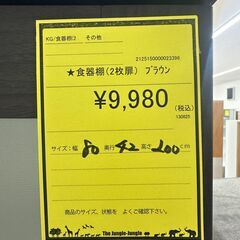 KG/食器棚(2 その他
2125150000023398
★食器棚(2枚扉) ブラウン
¥9,980
(税込)
130625
サイズ:幅 80 奥行 42 高さ 200 cm
商品のサイズ、状態を よくご確認下さい。
The Jungle-Jungle